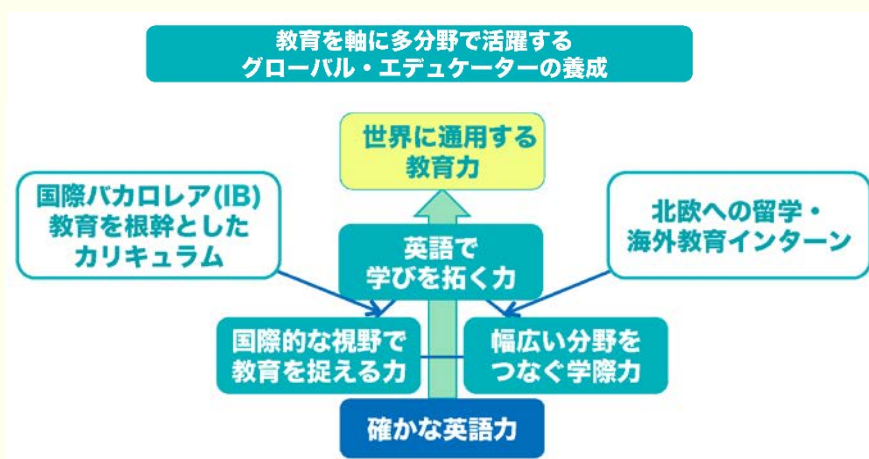 教育を軸に多分野で活躍する
グローバル・エデュケーターの養成
世界に通用する
教育力
国際バカロレア(IB)
教育を根幹とした
カリキュラム
北欧への留学・
海外教育インターン
英語で
学びを拓く力
国際的な視野で
教育を捉える力
幅広い分野を
つなぐ学際力
確かな英語力